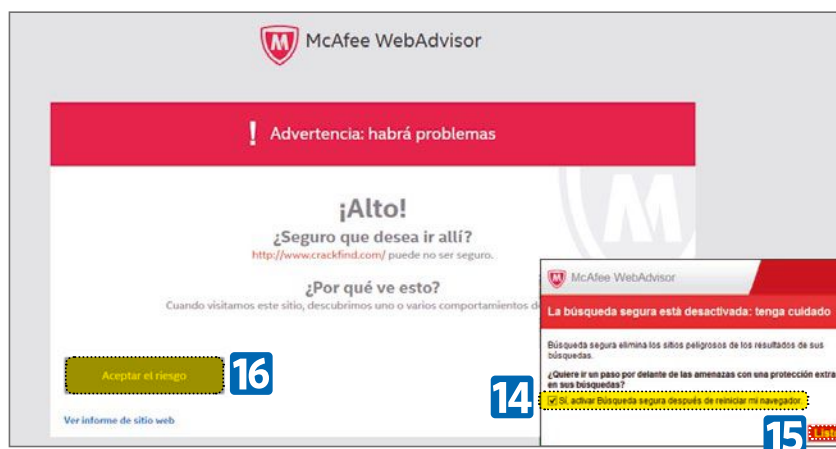 McAfee WebAdvisor
! Advertencia: habrá problemas
¡Alto!
¿Seguro que desea ir allí?
http://www.crackfind.com/ puede no ser seguro.
¿Por qué ve esto?
Cuando visitamos este sitio, descubrimos uno o varios comportamientos
Aceptar el riesgo
16
Ver informe de sitio web
McAfee WebAdvisor
La búsqueda segura está desactivada: tenga cuidado
Búsqueda segura elimina los sitios peligrosos de los resultados de sus
búsquedas.
¿Quiere ir un paso por delante de las amenazas con una protección extra
en sus búsquedas?
14
Sí, activar Búsqueda segura después de reiniciar mi navegador.
15